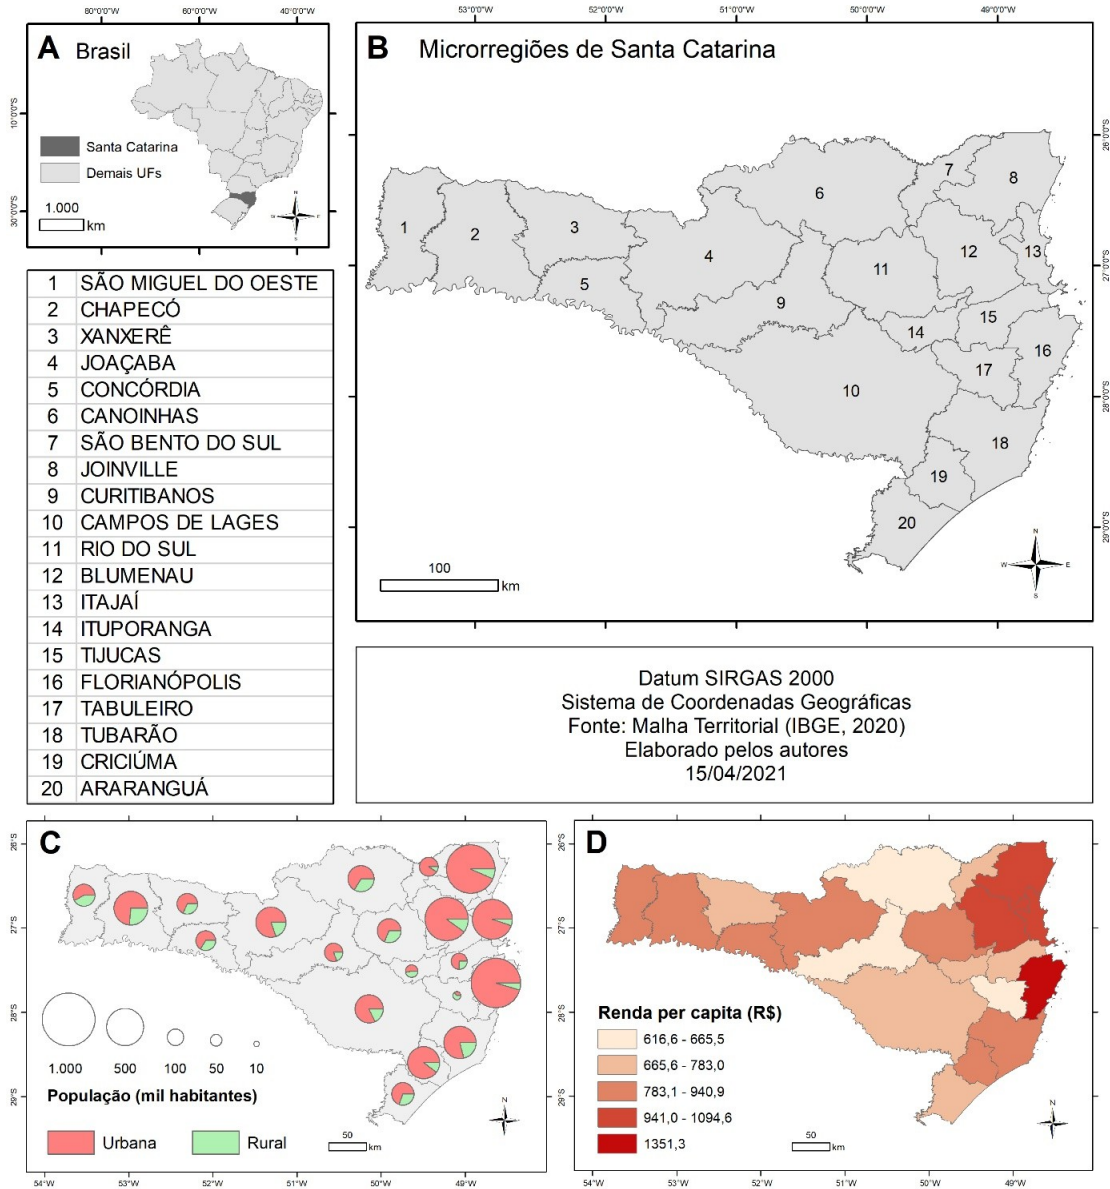 80°0'0"W 60°0'0"W 40°0'0"W
A Brasil
Santa Catarina
Demais UFs
1.000
km
N
W E
S
10°0'0"S
30°0'0"S
53°0'0"W 52°0'0"W 51°0'0"W 50°0'0"W 49°0'0"W
B Microrregiões de Santa Catarina
1
2
3
4
5
6
7
8
9
10
11
12
13
14
15
16
17
18
19
20
100
km
N
W E
S
26°0'0"S
27°0'0"S
28°0'0"S
29°0'0"S
1 SÃO MIGUEL DO OESTE
2 CHAPECÓ
3 XANXERÊ
4 JOAÇABA
5 CONCÓRDIA
6 CANOINHAS
7 SÃO BENTO DO SUL
8 JOINVILLE
9 CURITIBANOS
10 CAMPOS DE LAGES
11 RIO DO SUL
12 BLUMENAU
13 ITAJAÍ
14 ITUPORANGA
15 TIJUCAS
16 FLORIANÓPOLIS
17 TABULEIRO
18 TUBARÃO
19 CRICIÚMA
20 ARARANGUÁ
Datum SIRGAS 2000
Sistema de Coordenadas Geográficas
Fonte: Malha Territorial (IBGE, 2020)
Elaborado pelos autores
15/04/2021
C
26°S
27°S
28°S
29°S
1.000 500 100 50 10
População (mil habitantes)
Urbana Rural
50
km
N
54°W 53°W 52°W 51°W 50°W 49°W
D
26°S
27°S
28°S
29°S
Renda per capita (R$)
616,6 - 665,5
665,6 - 783,0
783,1 - 940,9
941,0 - 1094,6
1351,3
50
km
N
54°W 53°W 52°W 51°W 50°W 49°W